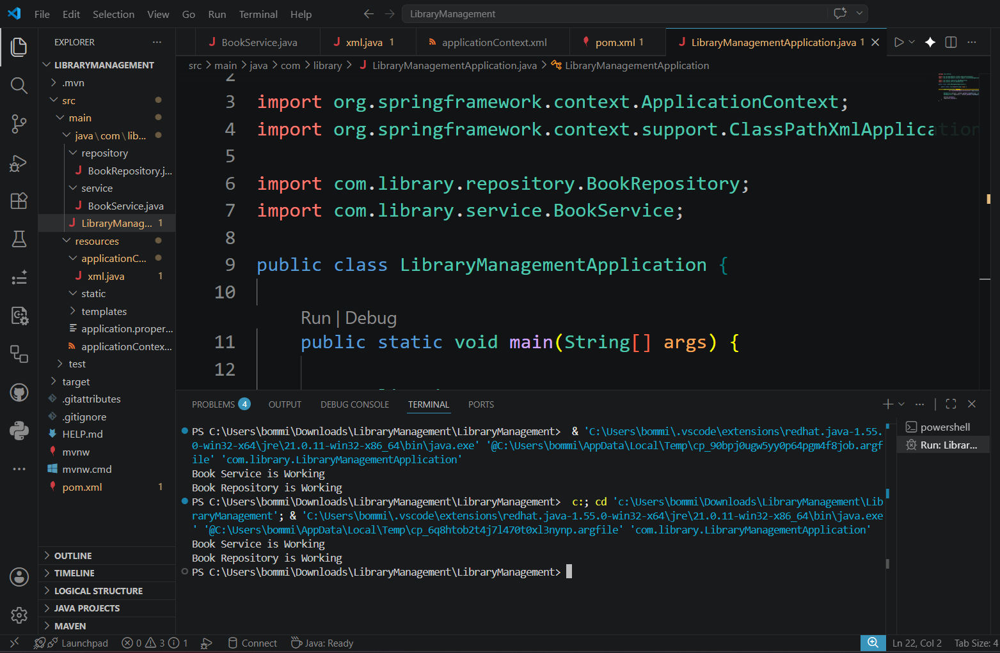 File Edit Selection View Go Run Terminal Help
LibraryManagement
EXPLORER
LIBRARYMANAGEMENT
.mvn
src
main
java\com\lib...
repository
BookRepository.j...
service
BookService.java
LibraryManag... 1
resources
applicationC...
xml.java 1
static
templates
application.proper...
applicationContex...
test
target
.gitattributes
.gitignore
HELP.md
mvnw
mvnw.cmd
pom.xml 1
OUTLINE
TIMELINE
LOGICAL STRUCTURE
JAVA PROJECTS
MAVEN
BookService.java xml.java 1 applicationContext.xml pom.xml 1 LibraryManagementApplication.java 1
src > main > java > com > library > LibraryManagementApplication.java > LibraryManagementApplication
2
3 import org.springframework.context.ApplicationContext;
4 import org.springframework.context.support.ClassPathXmlApplication
5
6 import com.library.repository.BookRepository;
7 import com.library.service.BookService;
8
9 public class LibraryManagementApplication {
10
Run | Debug
11 public static void main(String[] args) {
12
PROBLEMS 4 OUTPUT DEBUG CONSOLE TERMINAL PORTS
PS C:\Users\bommi\Downloads\LibraryManagement\LibraryManagement> & 'C:\Users\bommi\.vscode\extensions\redhat.java-1.55.
0-win32-x64\jre\21.0.11-win32-x86_64\bin\java.exe' '@C:\Users\bommi\AppData\Local\Temp\cp_90bpj0ugw5yy0p64pgm4f8job.argf
ile' 'com.library.LibraryManagementApplication'
Book Service is Working
Book Repository is Working
PS C:\Users\bommi\Downloads\LibraryManagement\LibraryManagement> c:; cd 'c:\Users\bommi\Downloads\LibraryManagement\Lib
raryManagement'; & 'C:\Users\bommi\.vscode\extensions\redhat.java-1.55.0-win32-x64\jre\21.0.11-win32-x86_64\bin\java.exe
' '@C:\Users\bommi\AppData\Local\Temp\cp_6q8htob2t4j7l470t0xl3nynp.argfile' 'com.library.LibraryManagementApplication'
Book Service is Working
Book Repository is Working
PS C:\Users\bommi\Downloads\LibraryManagement\LibraryManagement>
powershell
Run: Librar...
Launchpad 0 3 1 Connect Java: Ready Ln 22, Col 2 Tab Size: 4